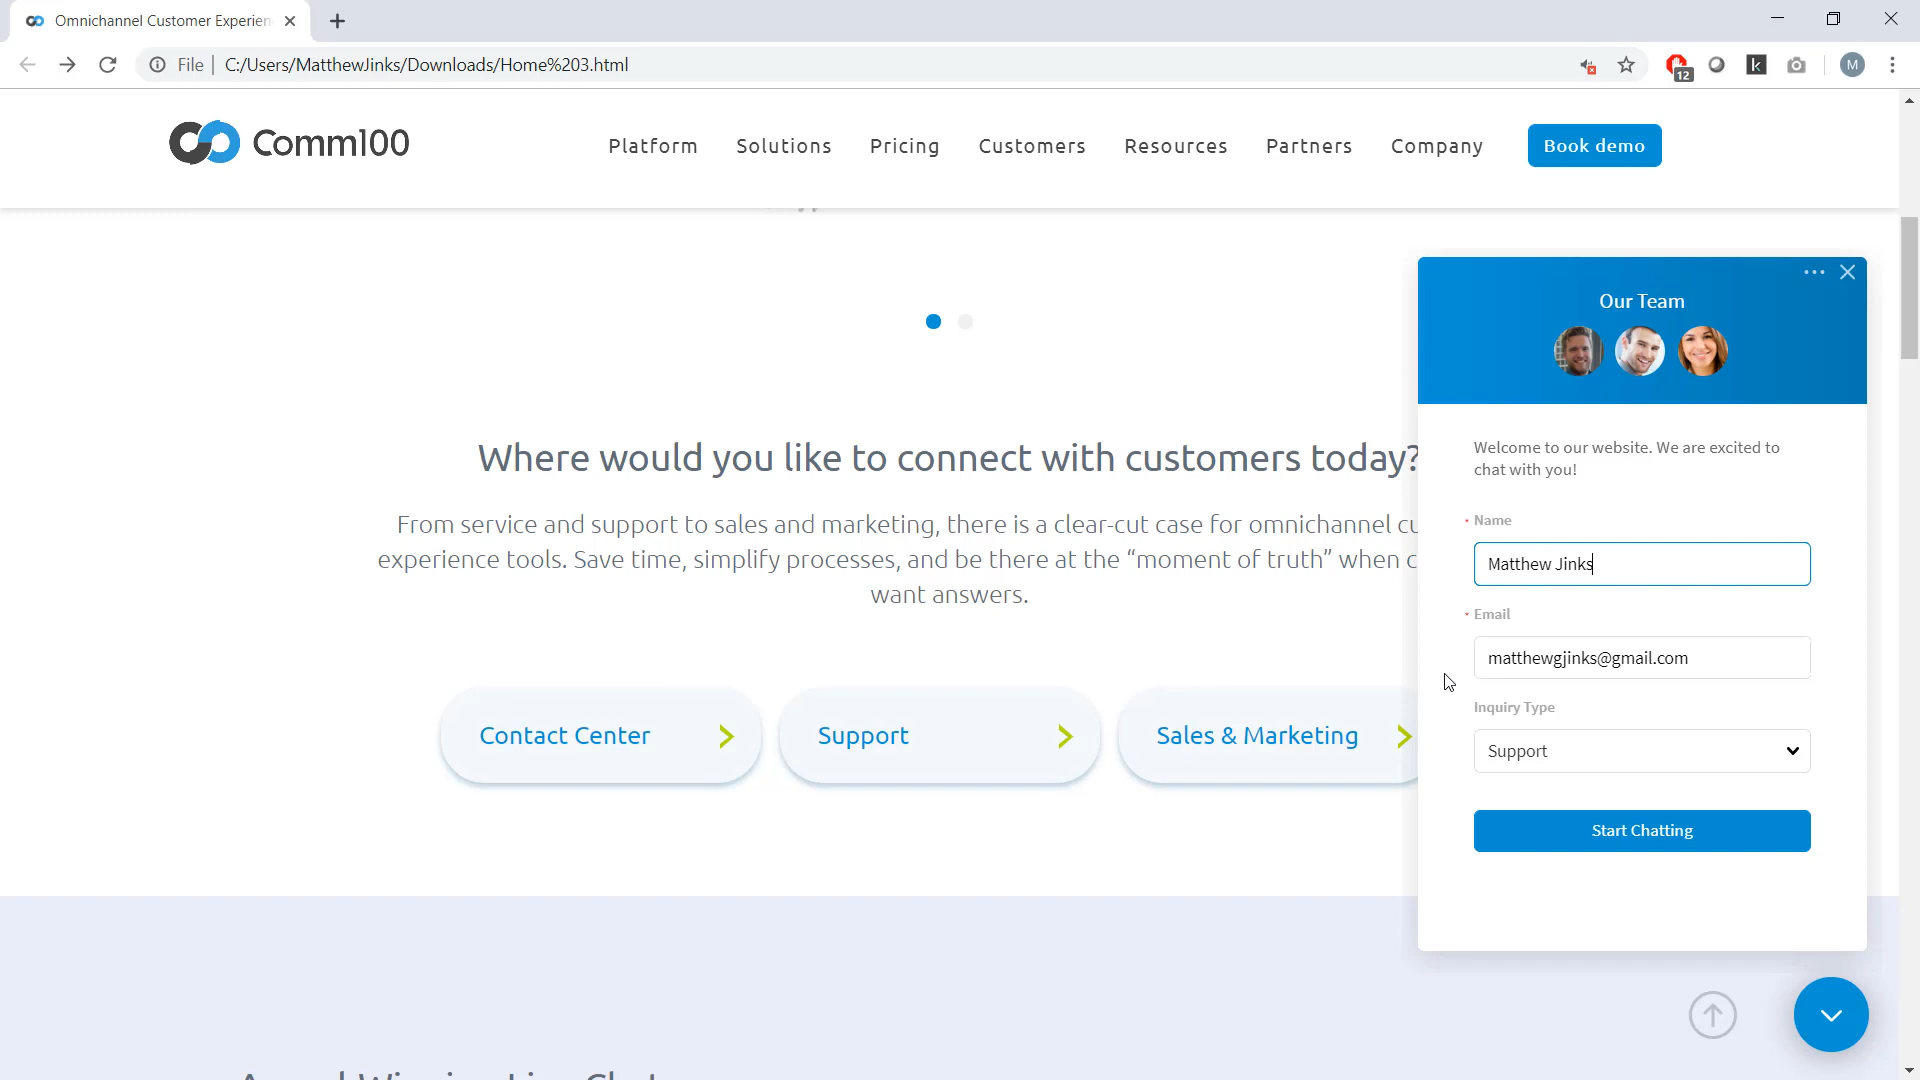 Omnichannel Customer Experien
File
C:/Users/MatthewJinks/Downloads/Home%203.html
12
k
M
Comm100
Platform
Solutions
Pricing
Customers
Resources
Partners
Company
Book demo
Where would you like to connect with customers today?
From service and support to sales and marketing, there is a clear-cut case for omnichannel cu
experience tools. Save time, simplify processes, and be there at the “moment of truth” when c
want answers.
Contact Center
Support
Sales & Marketing
Our Team
Welcome to our website. We are excited to
chat with you!
* Name
Matthew Jinks
* Email
matthewgjinks@gmail.com
Inquiry Type
Support
Start Chatting